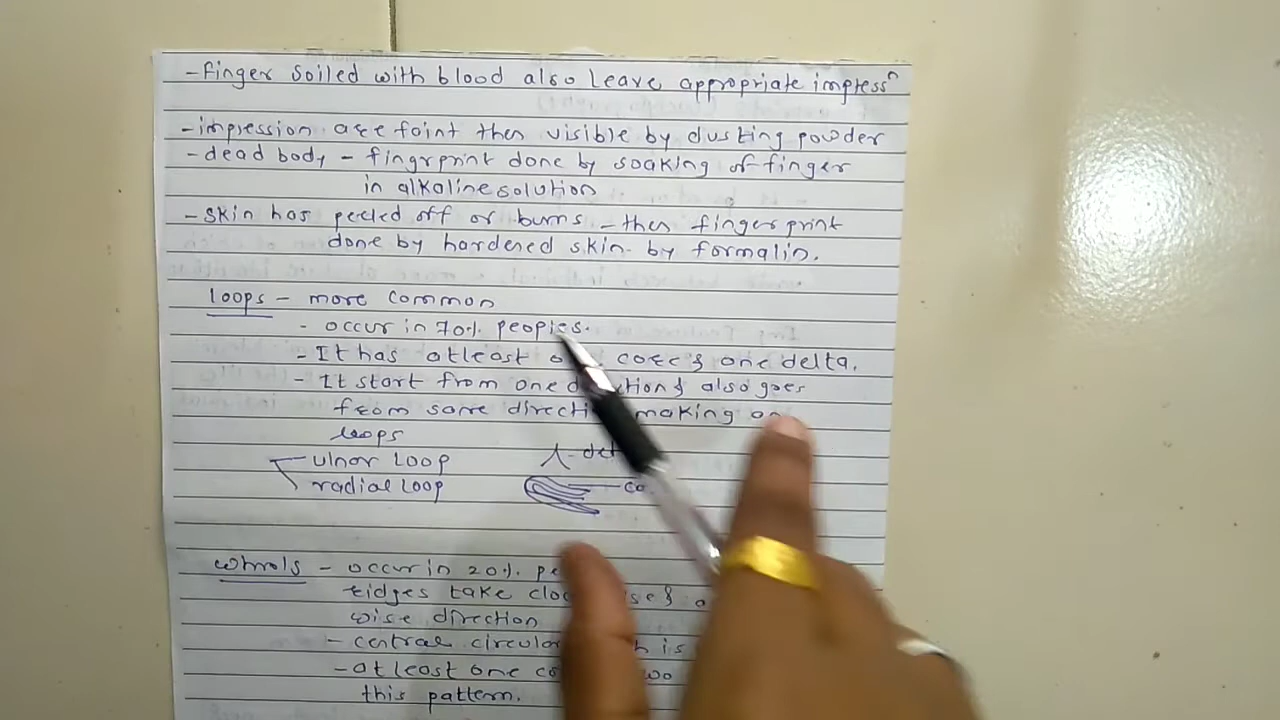 - finger soiled with blood also leave appropriate impressⁿ
- impression are faint then visible by dusting powder
- dead body - fingrprint done by soaking of finger
in alkaline solution
- skin has peeled off or burns - then fingerprint
done by hardened skin by formalin.
loops - more common
- occur in 70% peoples.
- It has atleast core & one delta.
- It start from one & also goes
from same making
loops
ulnar loop
radial loop
whrols - occur in 20%
ridges take
wise direction
- central
- atleast one
this pattern.